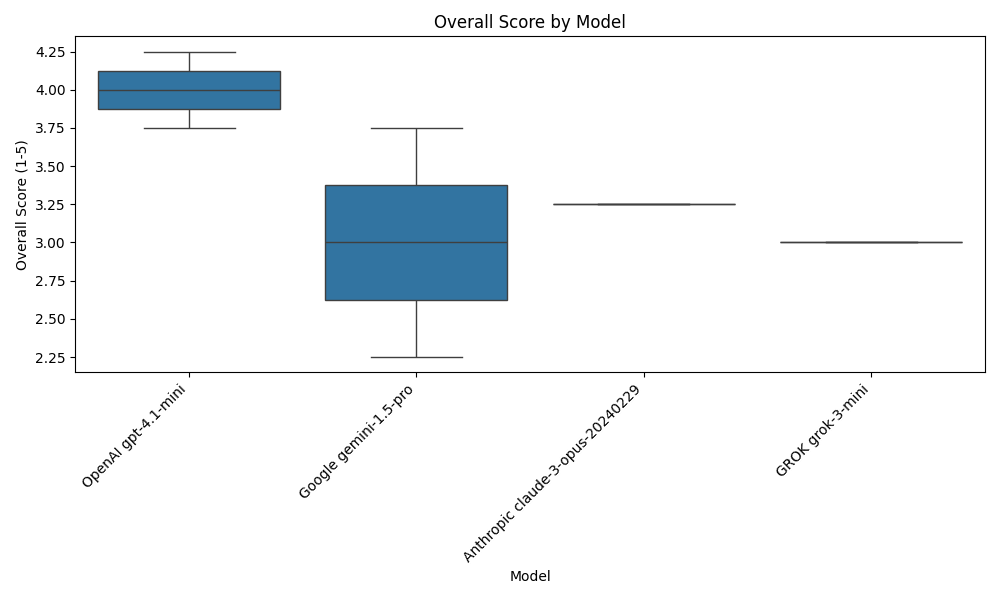 Overall Score by Model
Overall Score (1-5)
4.25
4.00
3.75
3.50
3.25
3.00
2.75
2.50
2.25
OpenAI gpt-4.1-mini
Google gemini-1.5-pro
Anthropic claude-3-opus-20240229
GROK grok-3-mini
Model